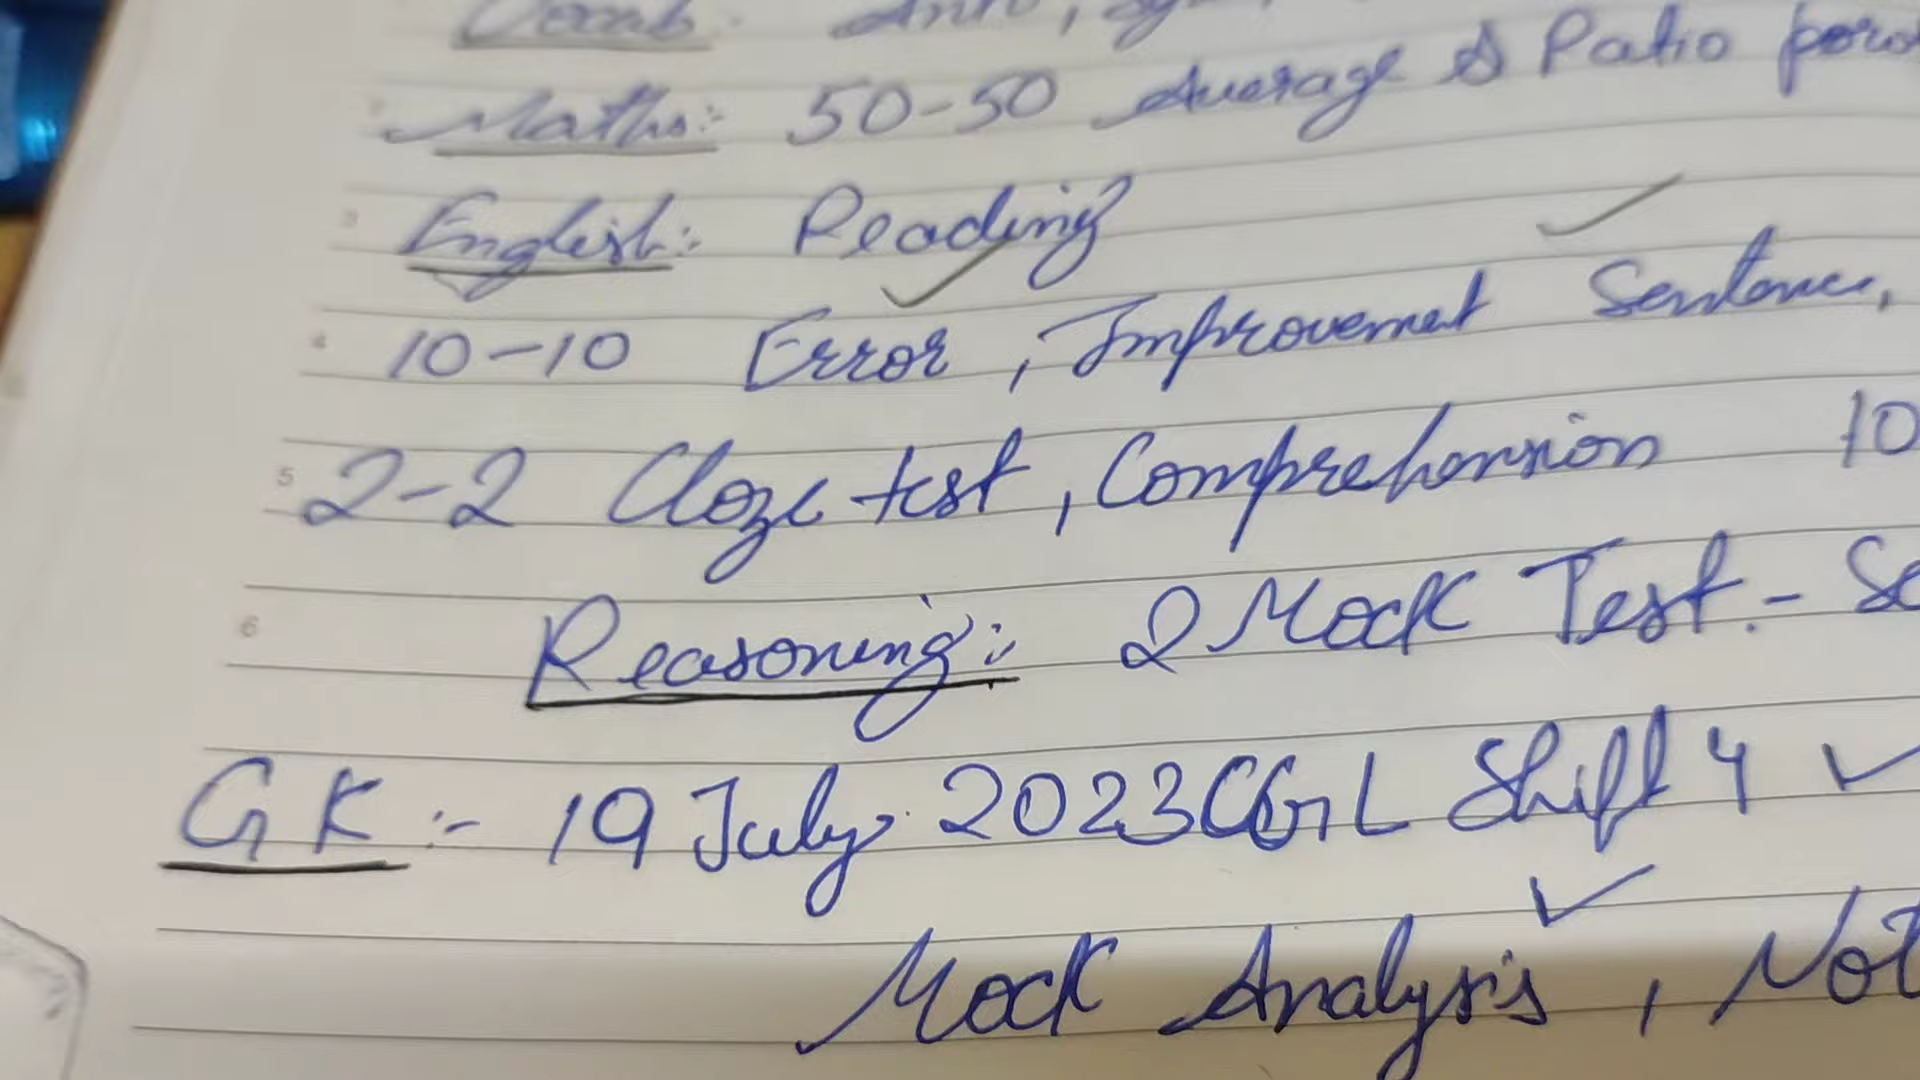 Vocab:
Maths:- 50-50 Average & Ratio
English:- Reading
10-10 Error, Improvement Sentence,
2-2 Cloze test, Comprehension 10
Reasoning:- 2 Mock Test.-
GK:- 19 July 2023 CGL Shift 4
Mock Analysis,